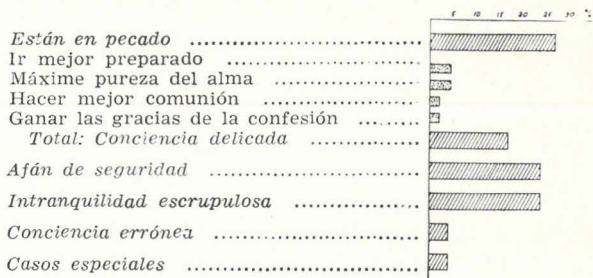 5 10 15 20 25 30 %
Están en pecado
Ir mejor preparado
Máxime pureza del alma
Hacer mejor comunión
Ganar las gracias de la confesión
Total: Conciencia delicada
Afán de seguridad
Intranquilidad escrupulosa
Conciencia errónea
Casos especiales